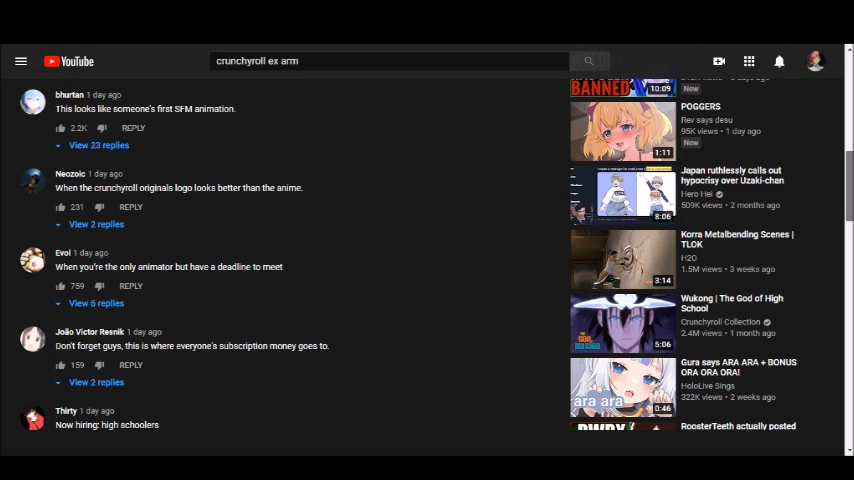 YouTube
crunchyroll ex arm
bhurtan 1 day ago
This looks like someone's first SFM animation.
2.2K REPLY
View 23 replies
Neozoic 1 day ago
When the crunchyroll originals logo looks better than the anime.
231 REPLY
View 2 replies
Evol 1 day ago
When you're the only animator but have a deadline to meet
759 REPLY
View 6 replies
João Victor Resnik 1 day ago
Don't forget guys, this is where everyone's subscription money goes to.
159 REPLY
View 2 replies
Thirty 1 day ago
Now hiring: high schoolers
BANNED
10:09
New
POGGERS
Rev says desu
95K views • 1 day ago
New
1:11
Japan ruthlessly calls out
hypocrisy over Uzaki-chan
Hero Hei
509K views • 2 months ago
8:06
Korra Metalbending Scenes |
TLOK
H2O
1.5M views • 3 weeks ago
3:14
Wukong | The God of High
School
Crunchyroll Collection
2.4M views • 1 month ago
5:06
Gura says ARA ARA + BONUS
ORA ORA ORA!
HoloLive Sings
322K views • 2 weeks ago
ara ara
0:46
RoosterTeeth actually posted